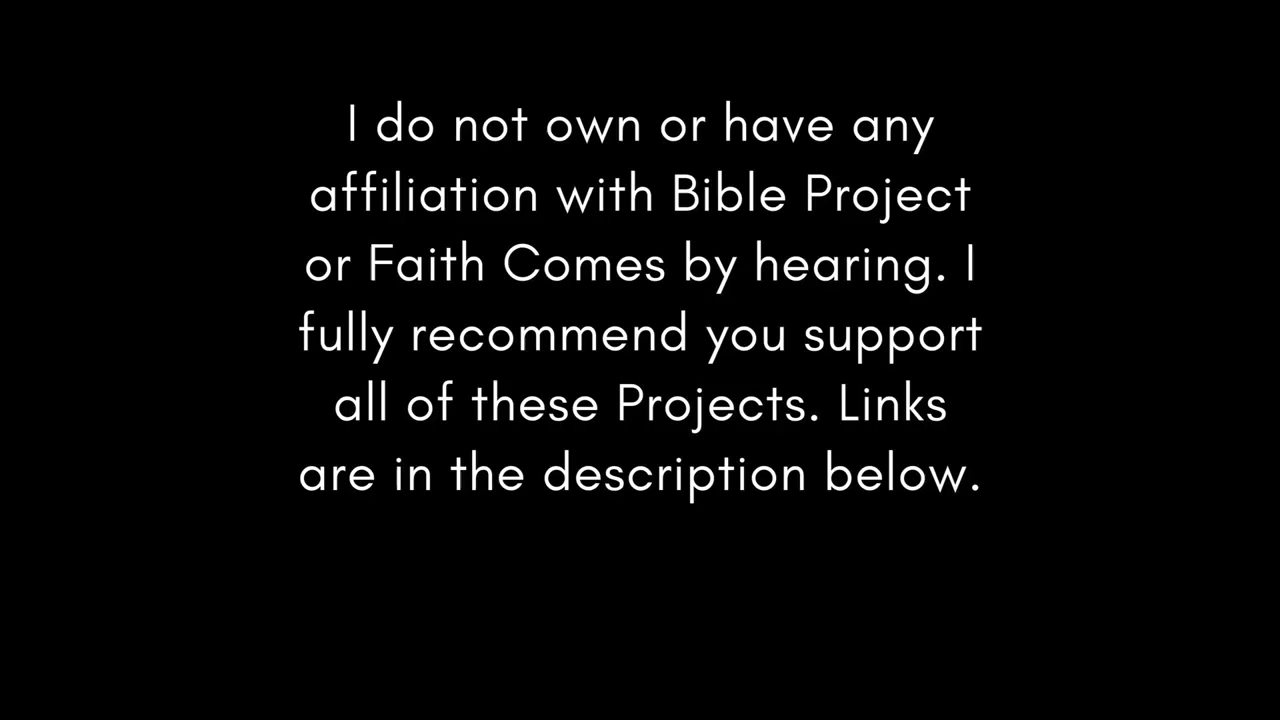 I do not own or have any
affiliation with Bible Project
or Faith Comes by hearing. I
fully recommend you support
all of these Projects. Links
are in the description below.